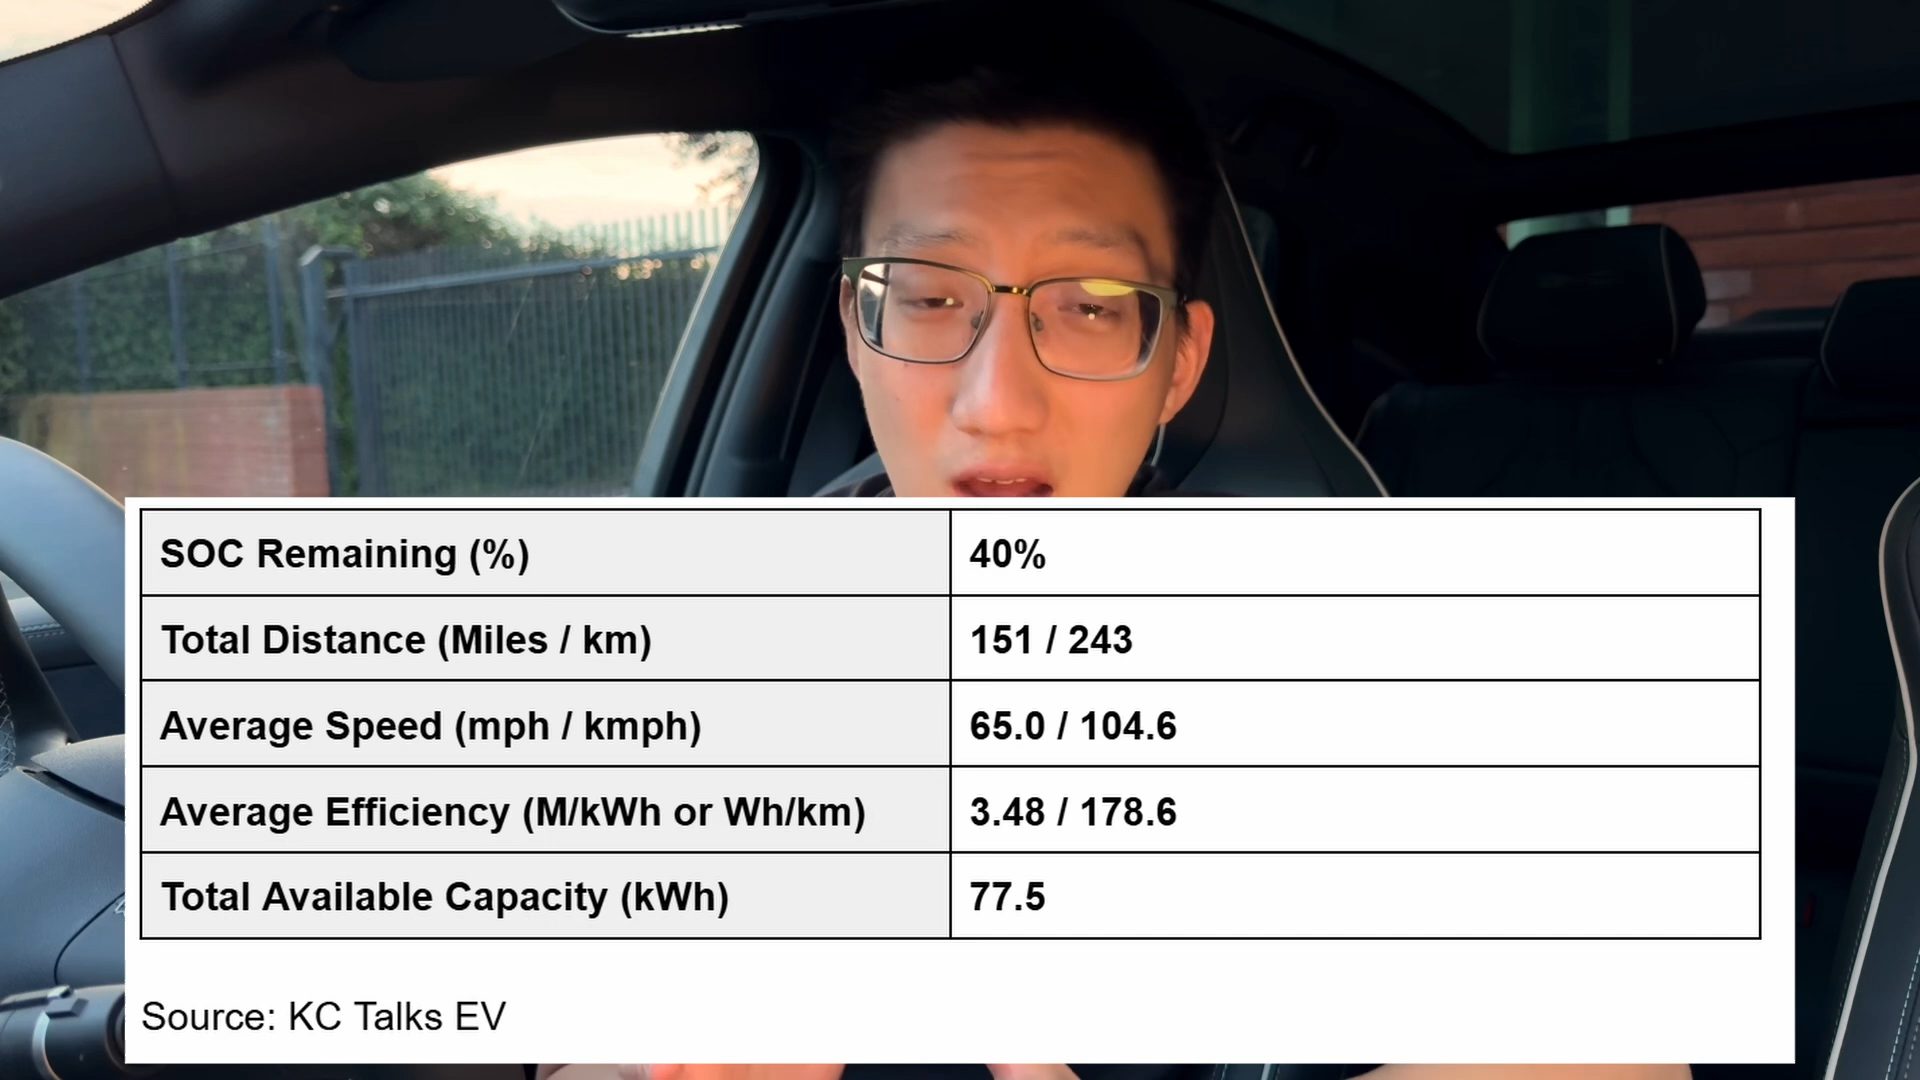 SOC Remaining (%) 40%
Total Distance (Miles / km) 151 / 243
Average Speed (mph / kmph) 65.0 / 104.6
Average Efficiency (M/kWh or Wh/km) 3.48 / 178.6
Total Available Capacity (kWh) 77.5
Source: KC Talks EV